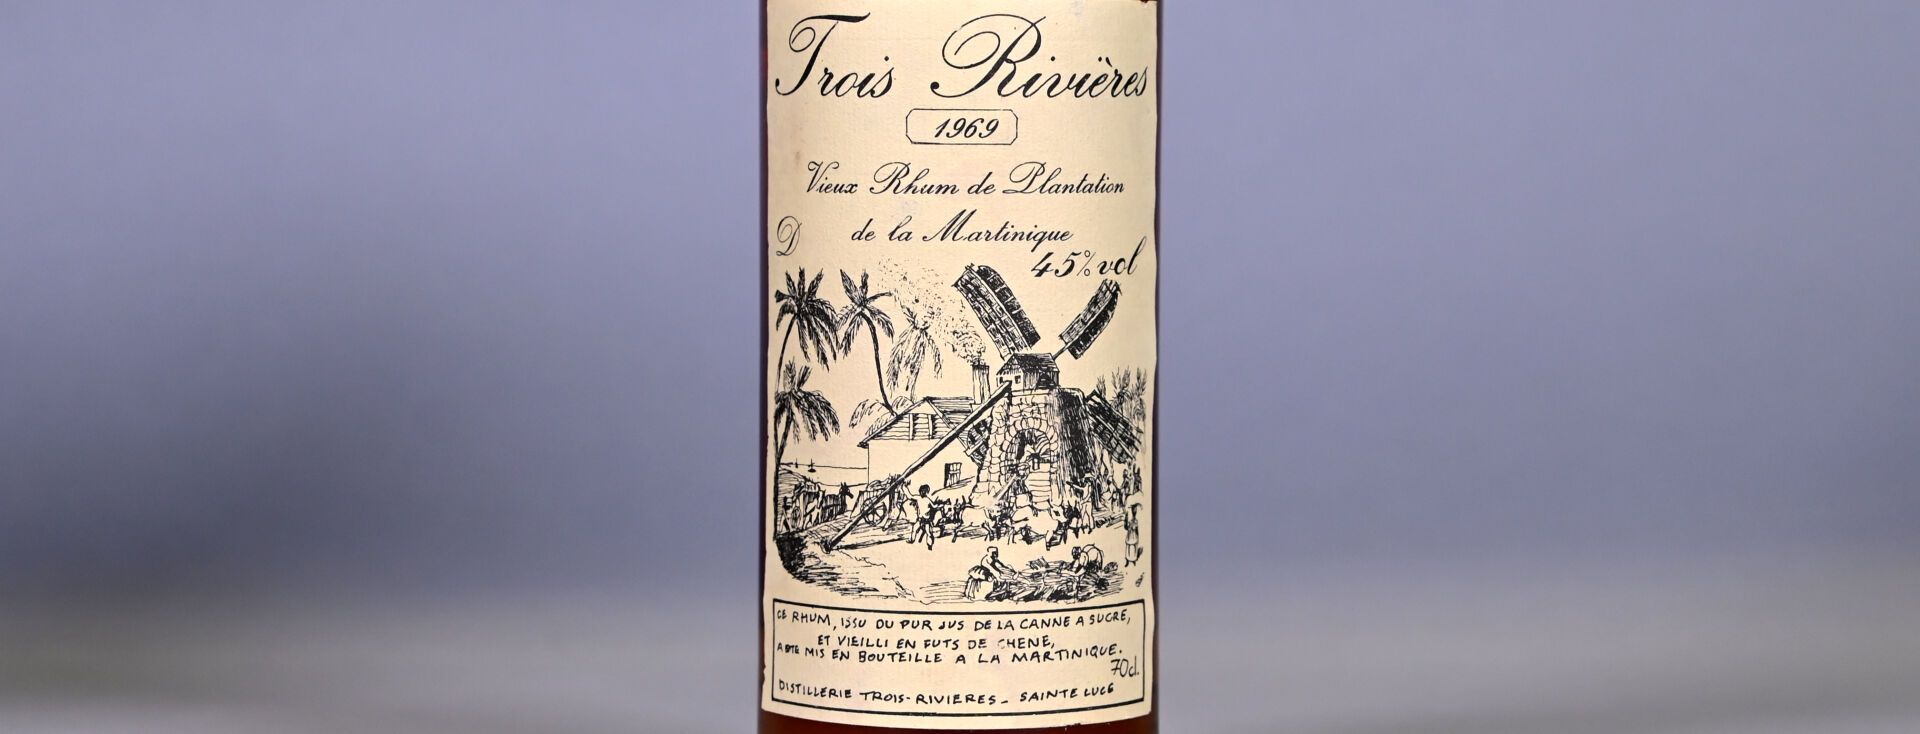 Trois Rivières
1969
Vieux Rhum de Plantation
de la Martinique
D
45% vol
CE RHUM, ISSU DU PUR JUS DE LA CANNE A SUCRE,
ET VIEILLI EN FUTS DE CHENE,
A ETE MIS EN BOUTEILLE A LA MARTINIQUE.
70cl.
DISTILLERIE TROIS-RIVIERES - SAINTE LUCE